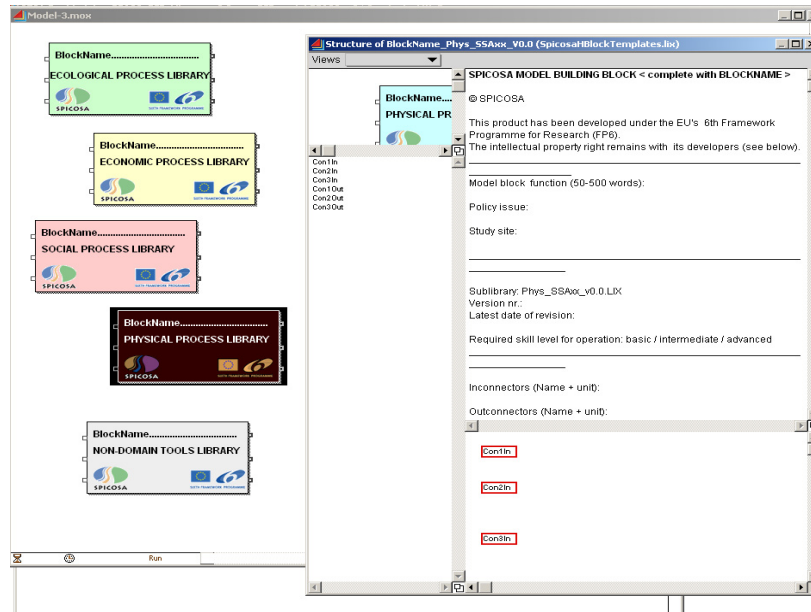 Model-3.mox
BlockName...................................
ECOLOGICAL PROCESS LIBRARY
SPICOSA
BlockName...................................
ECONOMIC PROCESS LIBRARY
SPICOSA
BlockName...................................
SOCIAL PROCESS LIBRARY
SPICOSA
BlockName...................................
PHYSICAL PROCESS LIBRARY
SPICOSA
BlockName...................................
NON-DOMAIN TOOLS LIBRARY
SPICOSA
Run
Structure of BlockName_Phys_SSAxx_V0.0 (SpicosaHBlockTemplates.lix)
Views
BlockName....
PHYSICAL PR
Con1In
Con2In
Con3In
Con1Out
Con2Out
Con3Out
SPICOSA MODEL BUILDING BLOCK < complete with BLOCKNAME >
© SPICOSA
This product has been developed under the EU's 6th Framework
Programme for Research (FP6).
The intellectual property right remains with its developers (see below).
Model block function (50-500 words):
Policy issue:
Study site:
Sublibrary: Phys_SSAxx_v0.0.LIX
Version nr.:
Latest date of revision:
Required skill level for operation: basic / intermediate / advanced
Inconnectors (Name + unit):
Outconnectors (Name + unit):
Con1In
Con2In
Con3In